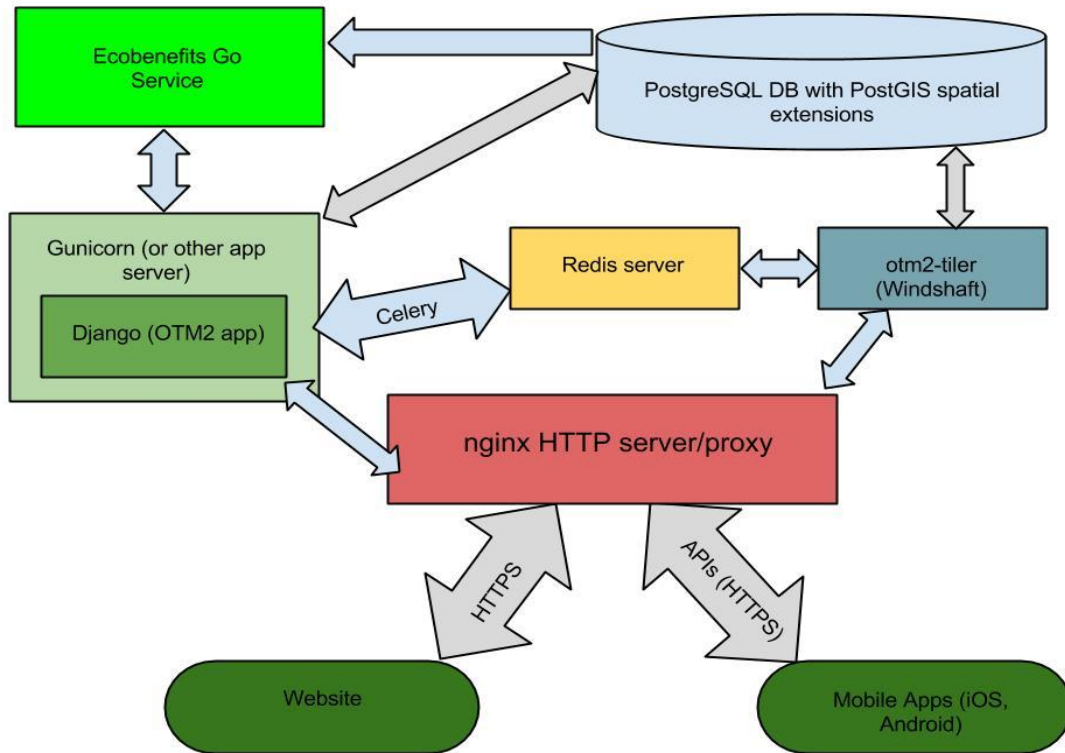 Ecobenefits Go
Service
PostgreSQL DB with PostGIS spatial
extensions
Gunicorn (or other app
server)
Django (OTM2 app)
Celery
Redis server
otm2-tiler
(Windshaft)
nginx HTTP server/proxy
HTTPS
APIs (HTTPS)
Website
Mobile Apps (iOS,
Android)